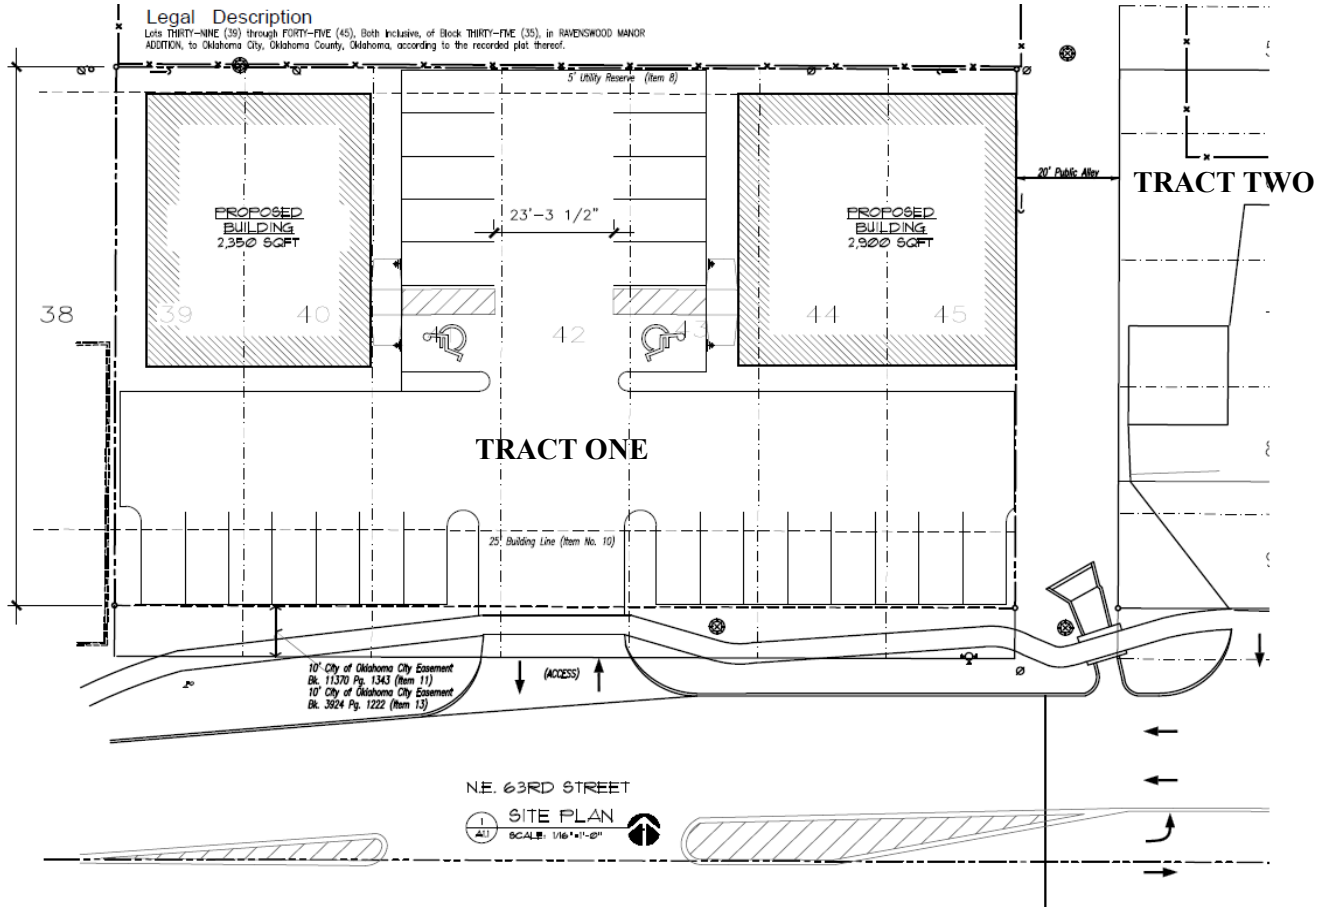 Legal Description
Lots THIRTY-NINE (39) through FORTY-FIVE (45), Both Inclusive, of Block THIRTY-FIVE (35), in RAVENSWOOD MANOR
ADDITION, to Oklahoma City, Oklahoma County, Oklahoma, according to the recorded plat thereof.
5' Utility Reserve (Item 8)
20' Public Alley
TRACT TWO
PROPOSED
BUILDING
2,350 SQFT
23'-3 1/2"
PROPOSED
BUILDING
2,900 SQFT
38
39
40
42
43
44
45
TRACT ONE
25' Building Line (Item No. 10)
10' City of Oklahoma City Easement
Bk. 11370 Pg. 1343 (Item 11)
10' City of Oklahoma City Easement
Bk. 3924 Pg. 1222 (Item 13)
(ACCESS)
N.E. 63RD STREET
1
A1.1
SITE PLAN
SCALE: 1/16"=1'-0"